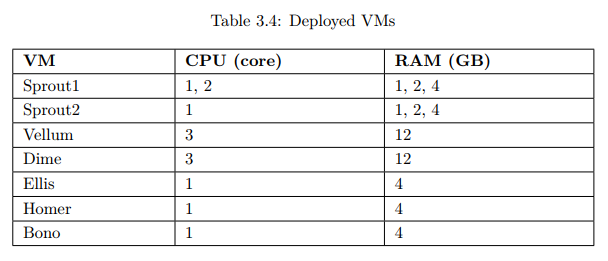 Table 3.4: Deployed VMs
VM CPU (core) RAM (GB)
Sprout1 1, 2 1, 2, 4
Sprout2 1 1, 2, 4
Vellum 3 12
Dime 3 12
Ellis 1 4
Homer 1 4
Bono 1 4